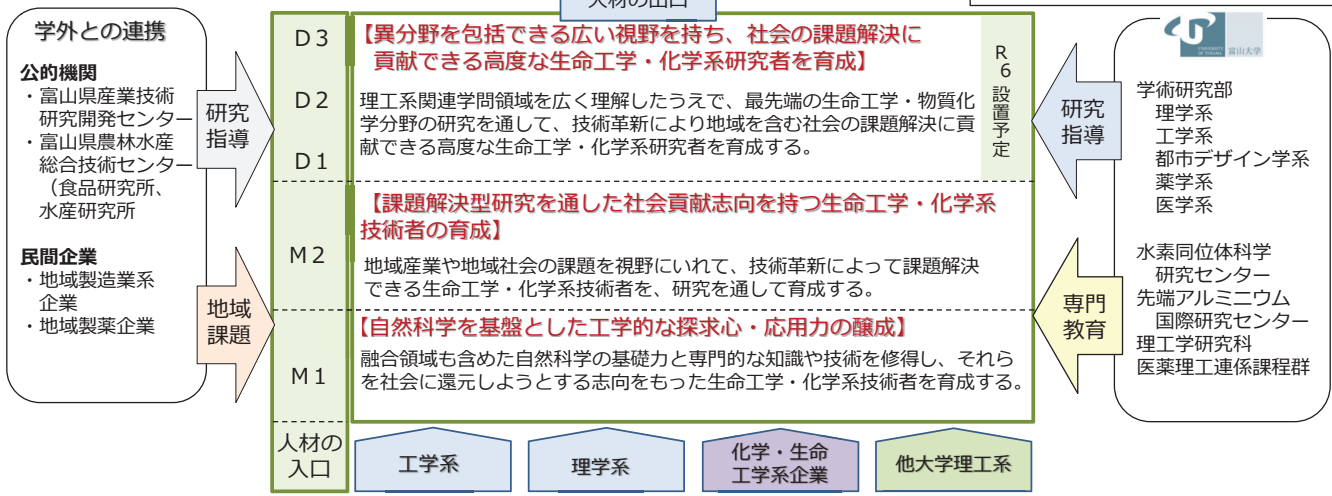 人材の出口
学外との連携
公的機関
・富山県産業技術
研究開発センター
・富山県農林水産
総合技術センター
（食品研究所、
水産研究所
民間企業
・地域製造業系
企業
・地域製薬企業
研究
指導
地域
課題
D3
D2
D1
M2
M1
人材の
入口
【異分野を包括できる広い視野を持ち、社会の課題解決に
貢献できる高度な生命工学・化学系研究者を育成】
理工系関連学問領域を広く理解したうえで、最先端の生命工学・物質化
学分野の研究を通して、技術革新により地域を含む社会の課題解決に貢
献できる高度な生命工学・化学系研究者を育成する。
R6設置予定
【課題解決型研究を通した社会貢献志向を持つ生命工学・化学系
技術者の育成】
地域産業や地域社会の課題を視野にいれて、技術革新によって課題解決
できる生命工学・化学系技術者を、研究を通して育成する。
【自然科学を基盤とした工学的な探求心・応用力の醸成】
融合領域も含めた自然科学の基礎力と専門的な知識や技術を修得し、それら
を社会に還元しようとする志向をもった生命工学・化学系技術者を育成する。
工学系
理学系
化学・生命
工学系企業
他大学理工系
研究
指導
専門
教育
UNIVERSITY
OF TOYAMA
富山大学
学術研究部
理学系
工学系
都市デザイン学系
薬学系
医学系
水素同位体科学
研究センター
先端アルミニウム
国際研究センター
理工学研究科
医薬理工連係課程群